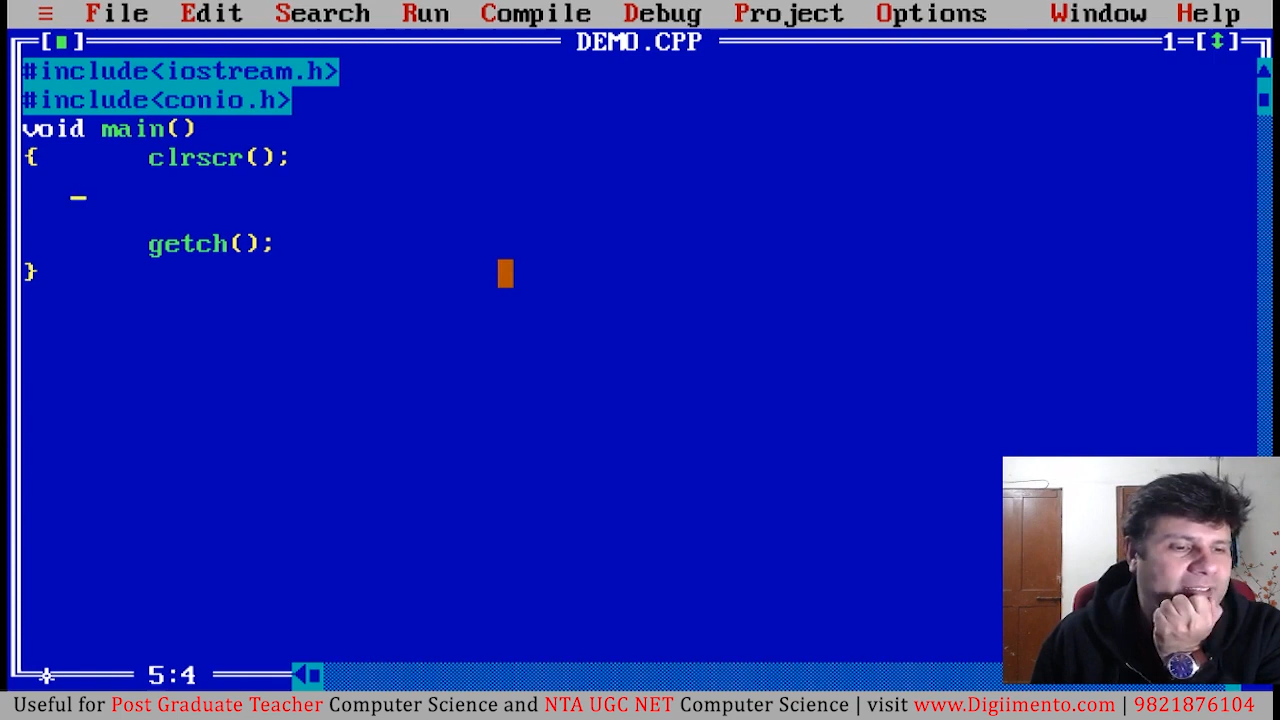 ≡ File Edit Search Run Compile Debug Project Options Window Help
[■] DEMO.CPP 1=[↕]
#include<iostream.h>
#include<conio.h>
void main()
{ clrscr();
_
getch();
}
5:4
Useful for Post Graduate Teacher Computer Science and NTA UGC NET Computer Science | visit www.Digiimento.com | 9821876104